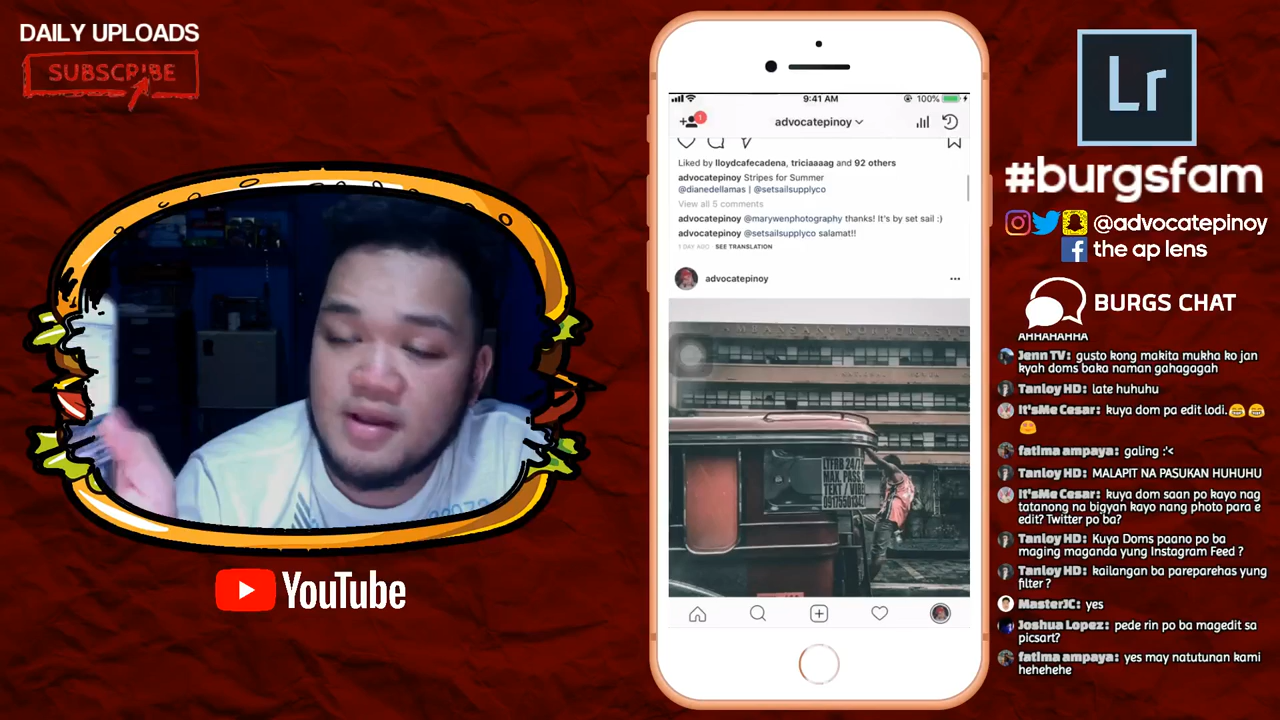 DAILY UPLOADS
SUBSCRIBE
YouTube
9:41 AM
100%
1
advocatepinoy
Liked by lloydcafecadena, triciaaaag and 92 others
advocatepinoy Stripes for Summer
@dianedellamas | @setsailsupplyco
View all 5 comments
advocatepinoy @marywenphotography thanks! It's by set sail :)
advocatepinoy @setsailsupplyco salamat!!
1 DAY AGO · SEE TRANSLATION
advocatepinoy
LTFRB 24/7
MAX. PASS.
TEXT /
Lr
#burgsfam
@advocatepinoy
the ap lens
BURGS CHAT
AHHAHAHHA
Jenn TV: gusto kong makita mukha ko jan
kyah doms baka naman gahagagah
Tanloy HD: late huhuhu
It'sMe Cesar: kuya dom pa edit lodi.😂😂
😍
fatima ampaya: galing :'<
Tanloy HD: MALAPIT NA PASUKAN HUHUHU
It'sMe Cesar: kuya dom saan po kayo nag
tatanong na bigyan kayo nang photo para e
edit? Twitter po ba?
Tanloy HD: Kuya Doms paano po ba
maging maganda yung Instagram Feed ?
Tanloy HD: kailangan ba pareparehas yung
filter ?
MasterJC: yes
Joshua Lopez: pede rin po ba magedit sa
picsart?
fatima ampaya: yes may natutunan kami
hehehehe